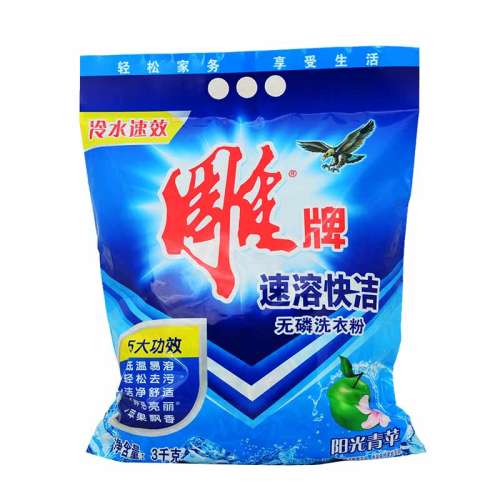 轻松家务 享受生活
冷水速效
雕®
牌
速溶快洁
无磷洗衣粉
5大功效
低温易溶
轻松去污
洁净舒适
亮丽
苹果飘香
净含量：3千克
阳光青苹